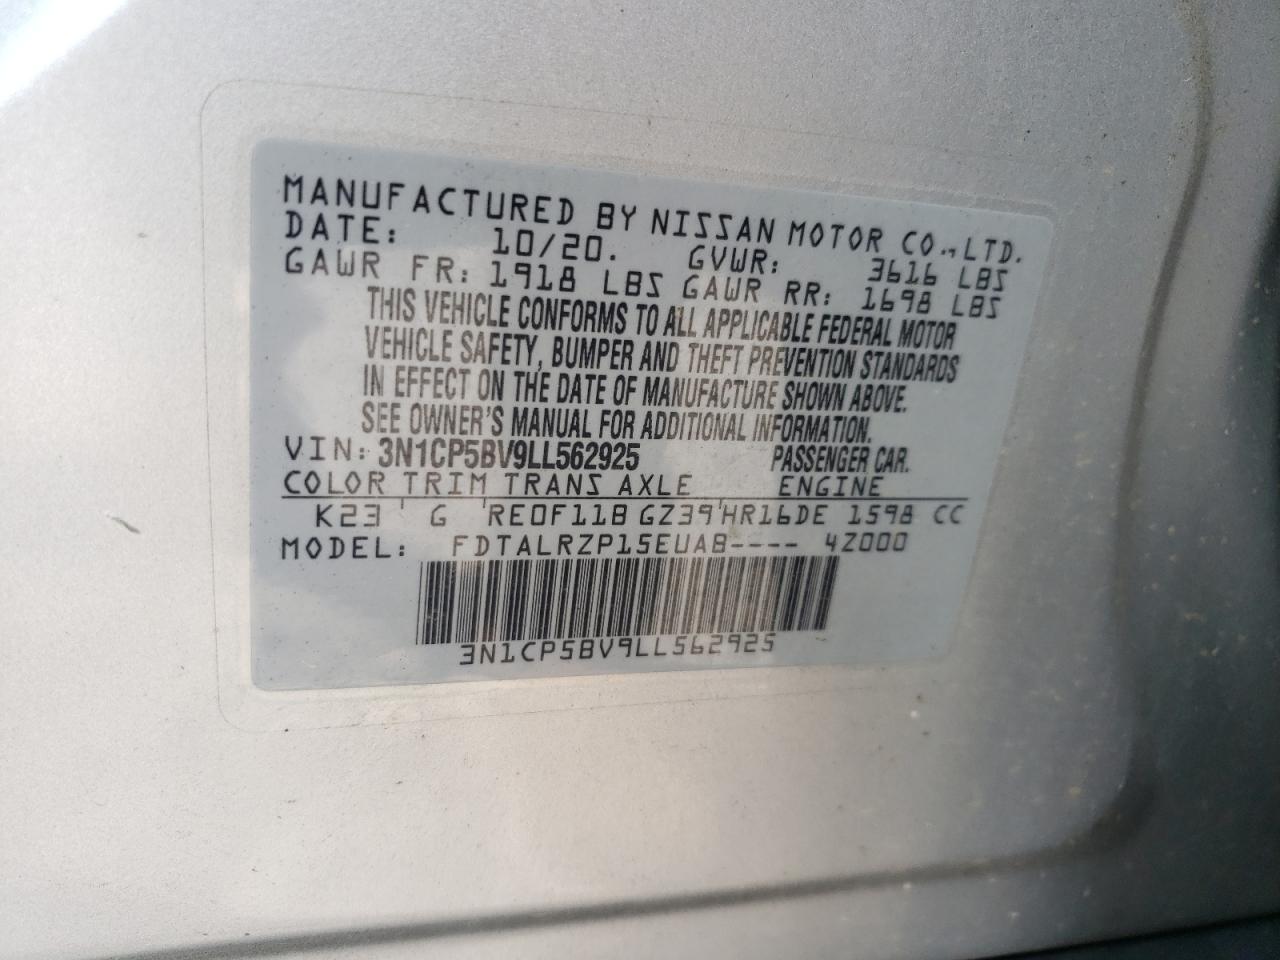 MANUFACTURED BY NISSAN MOTOR CO.,LTD.
DATE: 10/20. GVWR: 3616 LBS
GAWR FR: 1918 LBS GAWR RR: 1698 LBS
THIS VEHICLE CONFORMS TO ALL APPLICABLE FEDERAL MOTOR
VEHICLE SAFETY, BUMPER AND THEFT PREVENTION STANDARDS
IN EFFECT ON THE DATE OF MANUFACTURE SHOWN ABOVE.
SEE OWNER'S MANUAL FOR ADDITIONAL INFORMATION.
VIN: 3N1CP5BV9LL562925 PASSENGER CAR.
COLOR TRIM TRANS AXLE ENGINE
K23 ' G ' RE0F11B GZ39'HR16DE 1598 CC
MODEL: FDTALRZP15EUAB---- 4Z000
3N1CP5BV9LL562925